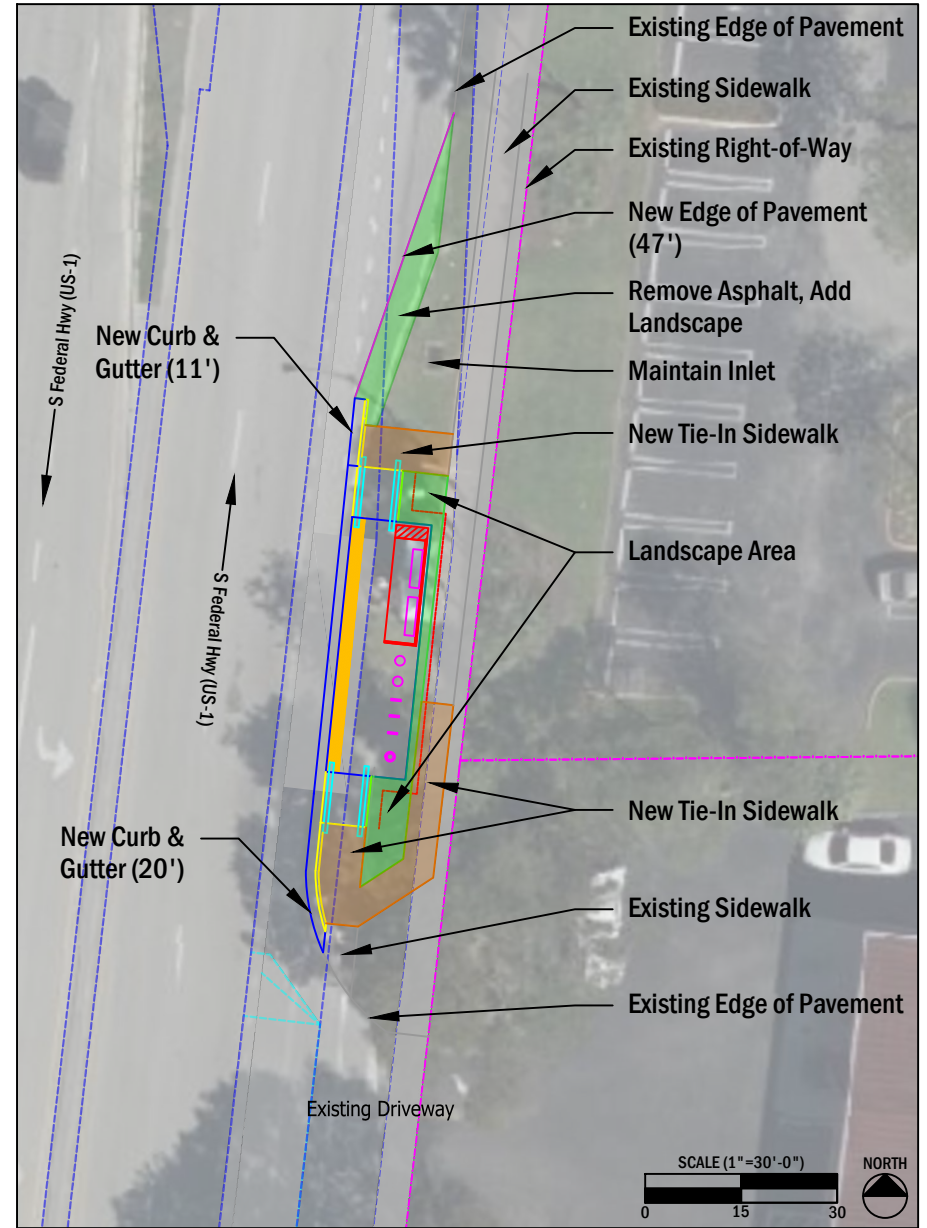 Existing Edge of Pavement
Existing Sidewalk
Existing Right-of-Way
New Edge of Pavement
(47')
Remove Asphalt, Add
Landscape
Maintain Inlet
New Tie-In Sidewalk
Landscape Area
New Tie-In Sidewalk
Existing Sidewalk
Existing Edge of Pavement
S Federal Hwy (US-1)
New Curb &
Gutter (11')
S Federal Hwy (US-1)
New Curb &
Gutter (20')
Existing Driveway
SCALE (1"=30'-0")
0 15 30
NORTH